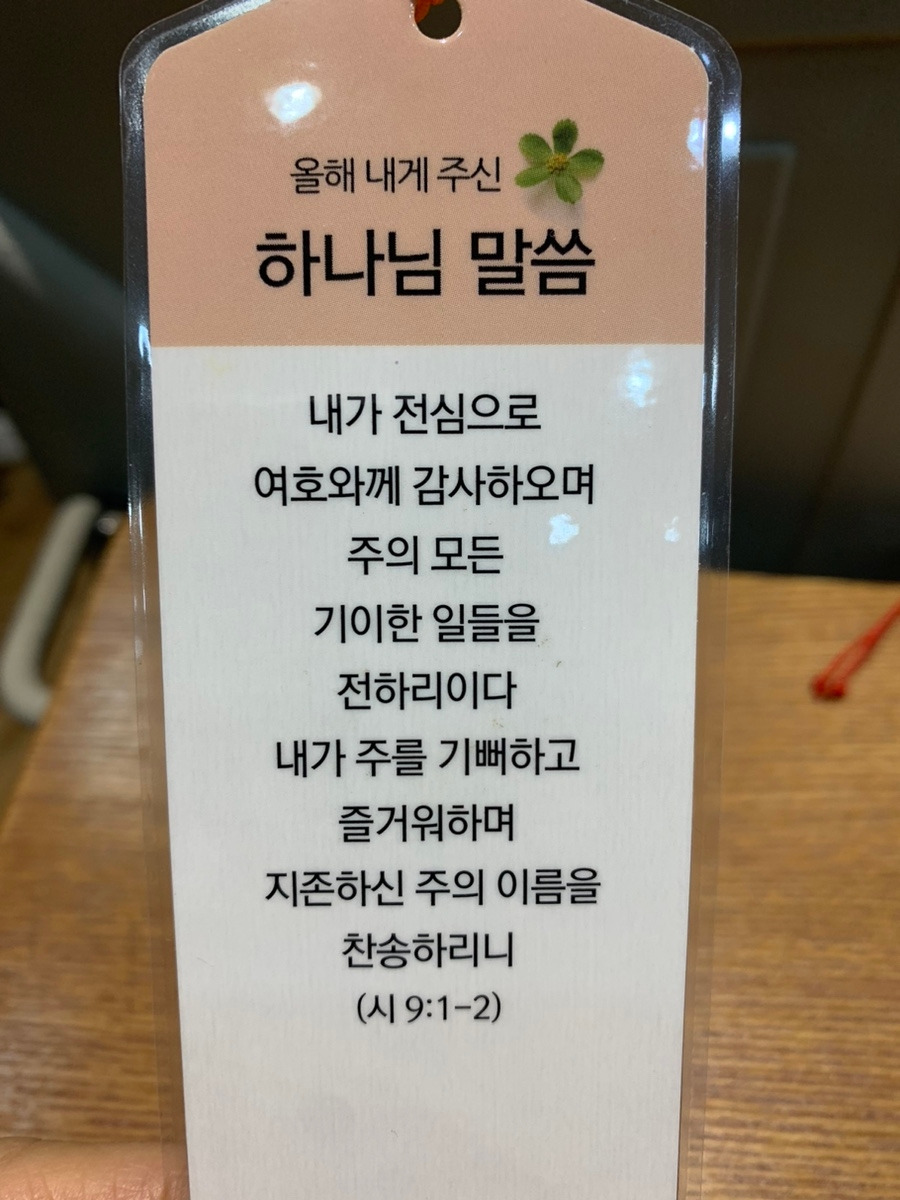 올해 내게 주신
하나님 말씀
내가 전심으로
여호와께 감사하오며
주의 모든
기이한 일들을
전하리이다
내가 주를 기뻐하고
즐거워하며
지존하신 주의 이름을
찬송하리니
(시 9:1-2)